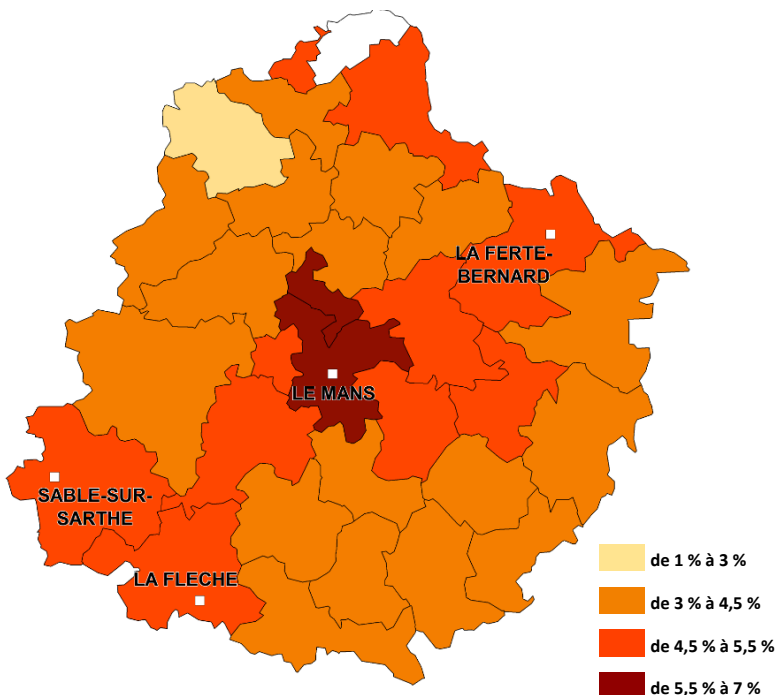 LA FERTE-
BERNARD
LE MANS
SABLE-SUR-
SARTHE
LA FLECHE
de 1 % à 3 %
de 3 % à 4,5 %
de 4,5 % à 5,5 %
de 5,5 % à 7 %